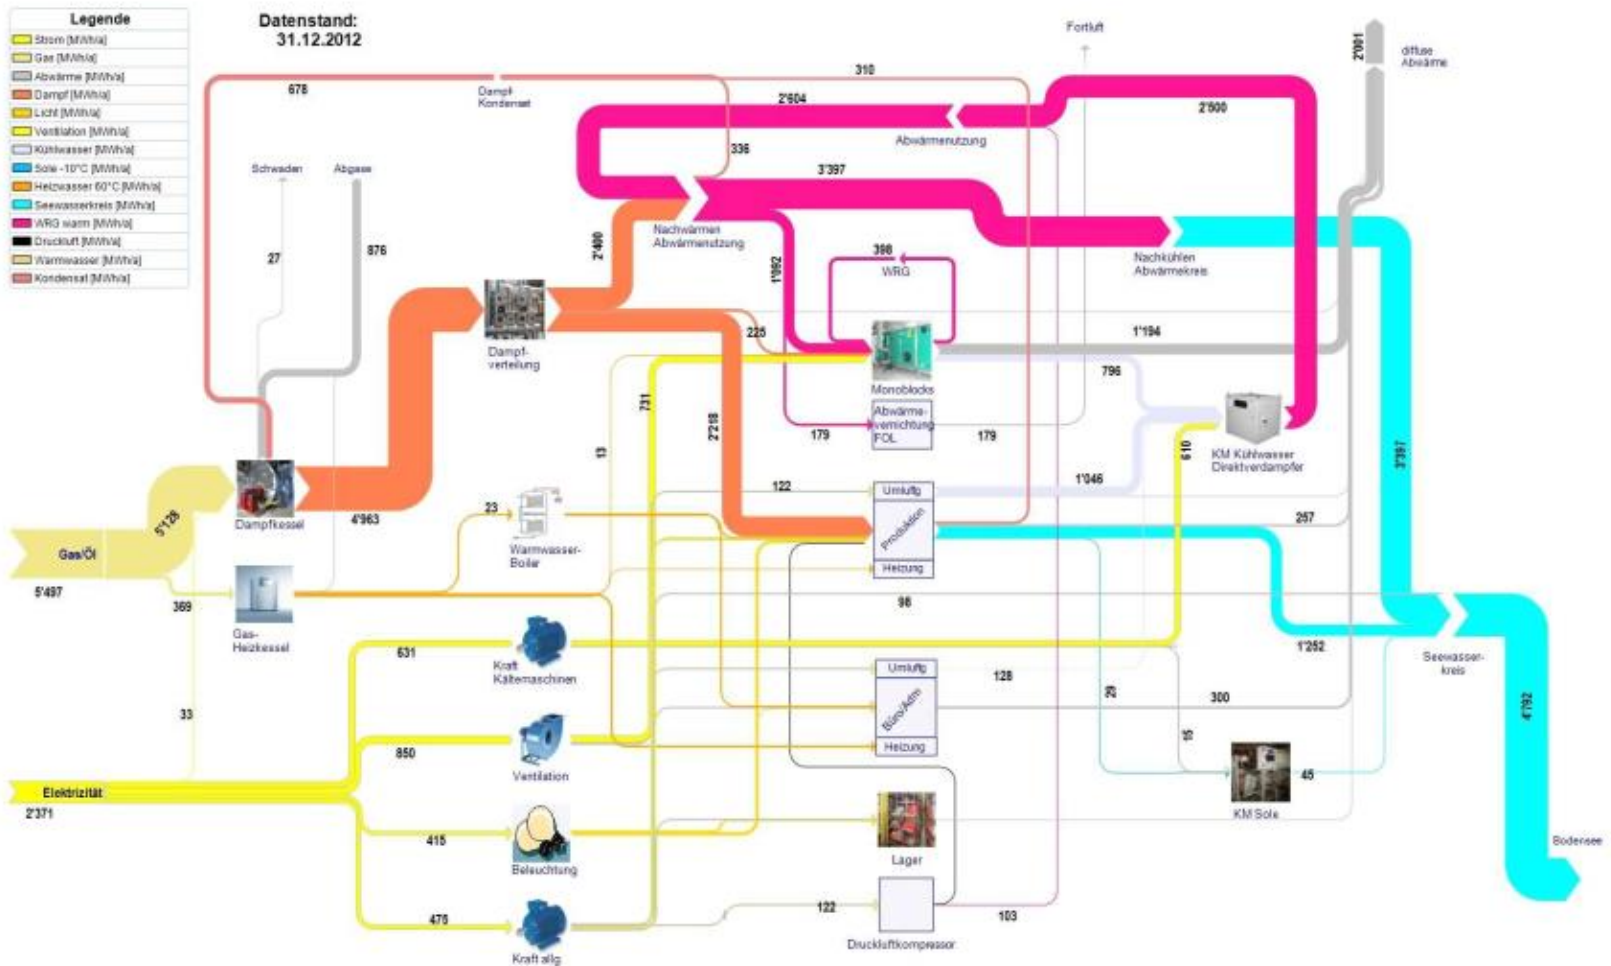 Legende
Strom [MWh/a]
Gas [MWh/a]
Abwärme [MWh/a]
Dampf [MWh/a]
Licht [MWh/a]
Ventilation [MWh/a]
Kühlwasser [MWh/a]
Sole -10°C [MWh/a]
Heizwasser 60°C [MWh/a]
Seewasserkreis [MWh/a]
WRG warm [MWh/a]
Druckluft [MWh/a]
Warmwasser [MWh/a]
Kondensat [MWh/a]
Datenstand:
31.12.2012
Fortluft
2'001
diffuse
Abwärme
678
Dampf-
Kondensat
310
2'604
2'500
Abwärmenutzung
336
Schwaden
Abgase
3'397
27
876
2'400
Nachwärmen
Abwärmenutzung
1'092
398
WRG
Nachkühlen
Abwärmekreis
225
1'194
Dampf-
verteilung
Monoblocks
796
731
2'218
13
179
Abwärme-
vernichtung
FOL
179
610
KM Kühlwasser
Direktverdampfer
3'397
122
Umluftg
1'046
5'128
Dampfkessel
4'963
23
Produktion
257
Gas/Öl
Warmwasser-
Boiler
Heizung
5'497
369
98
Gas-
Heizkessel
631
Kraft
Kältemaschinen
Umluftg
128
1'252
Seewasser-
kreis
33
Büro/Adm
29
300
4'792
15
850
Heizung
Ventilation
45
Elektrizität
2'371
KM Sole
415
Beleuchtung
Lager
Bodensee
475
122
103
Kraft allg
Druckluftkompressor